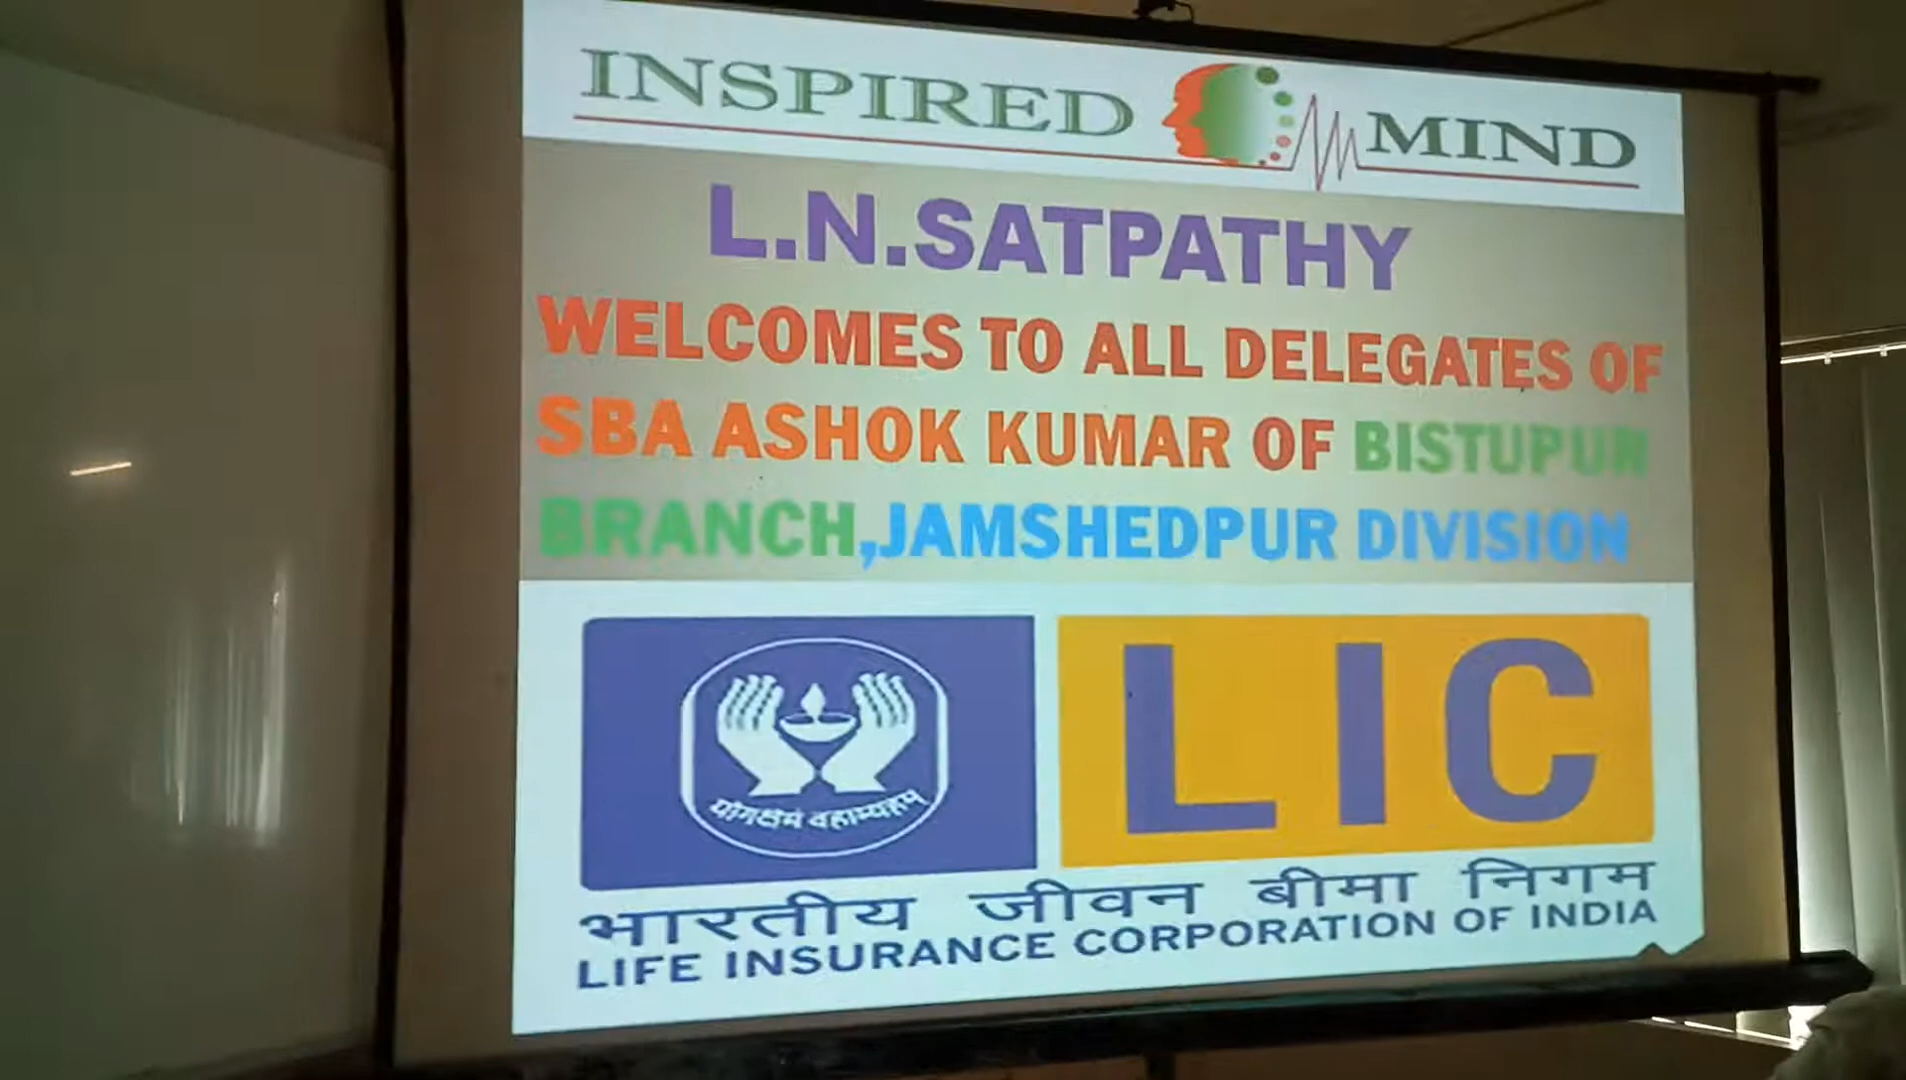 INSPIRED MIND
L.N.SATPATHY
WELCOMES TO ALL DELEGATES OF
SBA ASHOK KUMAR OF BISTUPUR
BRANCH,JAMSHEDPUR DIVISION
योगक्षेमं वहाम्यहम्
LIC
भारतीय जीवन बीमा निगम
LIFE INSURANCE CORPORATION OF INDIA